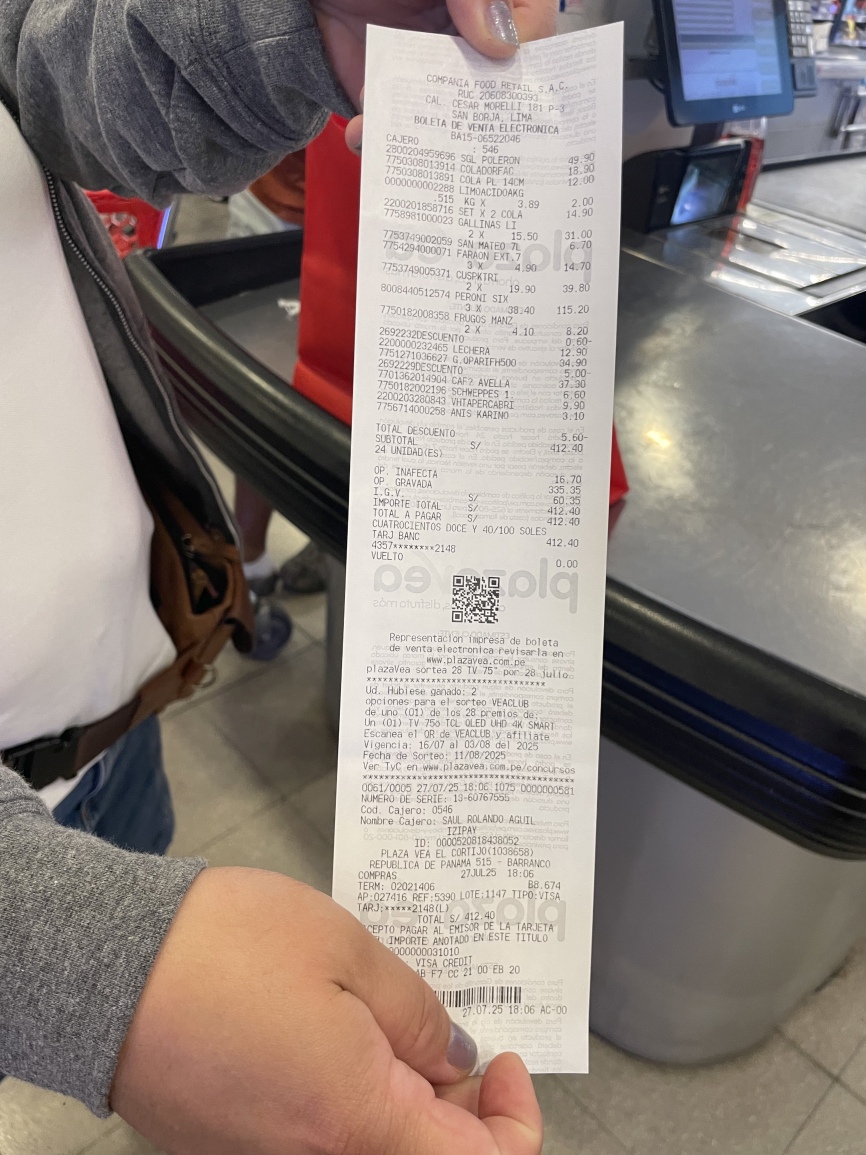 COMPANIA FOOD RETAIL S.A.C.
RUC 20608300393
CAL. CESAR MORELLI 181 P-3
SAN BORJA, LIMA
BOLETA DE VENTA ELECTRONICA
BA15-06522046
CAJERO : 546
2800204959696 SGL POLERON 49.90
7750308013914 COLADORFAC 18.90
7750308013891 COLA PL 14CM 12.00
0000000002288 LIMOACIDOAKG
.515 KG X 3.89 2.00
2200201858716 SET X 2 COLA 14.90
7758981000023 GALLINAS LI
2 X 15.50 31.00
7753749002059 SAN MATEO 7L 6.70
7754294000071 FARAON EXT.7
3 X 4.90 14.70
7753749005371 CUSPKTRI
2 X 19.90 39.80
8008440512574 PERONI SIX
3 X 38.40 115.20
7750182008358 FRUGOS MANZ
2 X 4.10 8.20
2692232DESCUENTO 0.60-
2200000232465 LECHERA 12.90
7751271036627 G.OPARIFH500 34.90
2692229DESCUENTO 5.00-
7701362014904 CAF? AVELLA 37.30
7750182002196 SCHWEPPES 1. 6.60
2200203280843 VHTAPERCABRI 9.90
7756714000258 ANIS KARINO 3.10
TOTAL DESCUENTO 5.60-
SUBTOTAL S/ 412.40
24 UNIDAD(ES)
OP. INAFECTA 16.70
OP. GRAVADA 335.35
I.G.V. S/ 60.35
IMPORTE TOTAL S/ 412.40
TOTAL A PAGAR S/ 412.40
CUATROCIENTOS DOCE Y 40/100 SOLES
TARJ BANC 412.40
4357********2148
VUELTO 0.00
Representacion impresa de boleta
de venta electronica revisarla en
www.plazavea.com.pe
plazaVea sortea 28 TV 75" por 28 julio
**********************************
Ud. Hubiese ganado: 2
opciones para el sorteo VEACLUB
de uno (01) de los 28 premios de:
Un (01) TV 75o TCL QLED UHD 4K SMART
Escanea el QR de VEACLUB y afiliate
Vigencia: 16/07 al 03/08 del 2025
Fecha de Sorteo: 11/08/2025
Ver TyC en www.plazavea.com.pe/concursos
****************************************
0061/0005 27/07/25 18:06 1075 0000000581
NUMERO DE SERIE: 13-60767555
Cod. Cajero: 0546
Nombre Cajero: SAUL ROLANDO AGUIL
IZIPAY
ID: 0000520818438052
PLAZA VEA EL CORTIJO(1038658)
REPUBLICA DE PANAMA 515 - BARRANCO
COMPRAS 27JUL25 18:06
TERM: 02021406 B8.674
AP:027416 REF:5390 LOTE:1147 TIPO:VISA
TARJ:*****2148(L)
TOTAL S/ 412.40
CEPTO PAGAR AL EMISOR DE LA TARJETA
IMPORTE ANOTADO EN ESTE TITULO
000000031010
: VISA CREDIT
AB F7 CC 21 00 EB 20
27.07.25 18:06 AC-00